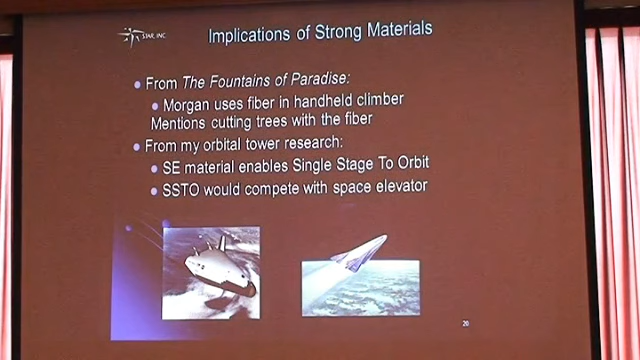 STAR, INC
Implications of Strong Materials
• From The Fountains of Paradise:
• Morgan uses fiber in handheld climber
Mentions cutting trees with the fiber
• From my orbital tower research:
• SE material enables Single Stage To Orbit
• SSTO would compete with space elevator
20